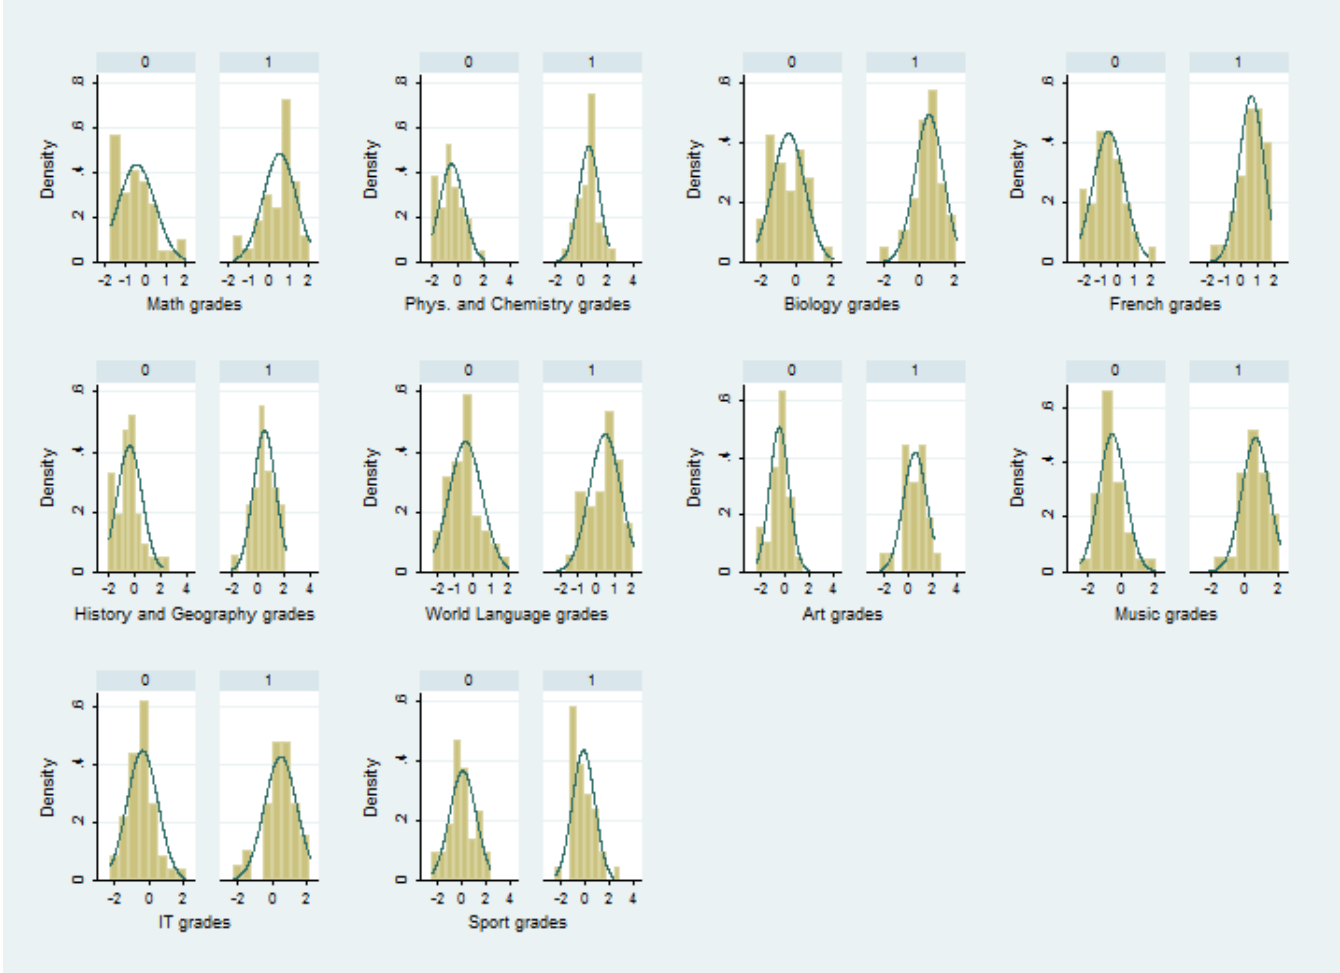 0 1
Density
0 .2 .4 .6 .8
-2 -1 0 1 2 -2 -1 0 1 2
Math grades
0 1
Density
0 .2 .4 .6 .8
-2 0 2 4 -2 0 2 4
Phys. and Chemistry grades
0 1
Density
0 .2 .4 .6
-2 0 2 -2 0 2
Biology grades
0 1
Density
0 .2 .4 .6
-2 -1 0 1 2 -2 -1 0 1 2
French grades
0 1
Density
0 .2 .4 .6
-2 0 2 4 -2 0 2 4
History and Geography grades
0 1
Density
0 .2 .4 .6
-2 -1 0 1 2 -2 -1 0 1 2
World Language grades
0 1
Density
0 .2 .4 .6
-2 0 2 4 -2 0 2 4
Art grades
0 1
Density
0 .2 .4 .6
-2 0 2 -2 0 2
Music grades
0 1
Density
0 .2 .4 .6
-2 0 2 -2 0 2
IT grades
0 1
Density
0 .2 .4 .6
-2 0 2 4 -2 0 2 4
Sport grades